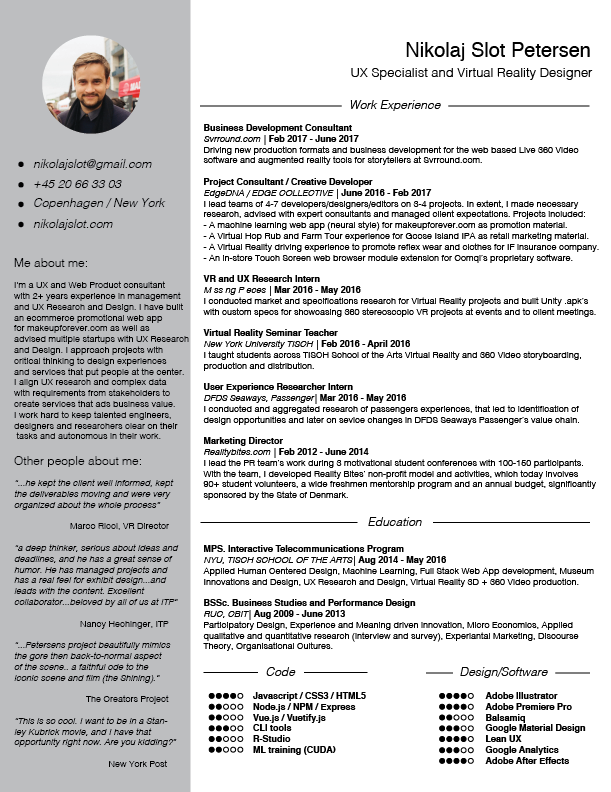 nikolajslot@gmail.com
+45 20 66 33 03
Copenhagen / New York
nikolajslot.com
Me about me:
I'm a UX and Web Product consultant
with 2+ years experience in management
and UX Research and Design. I have built
an ecommerce promotional web app
for makeupforever.com as well as
advised multiple startups with UX Research
and Design. I approach projects with
critical thinking to design experiences
and services that put people at the center.
I align UX research and complex data
with requirements from stakeholders to
create services that ads business value.
I work hard to keep talented engineers,
designers and researchers clear on their
tasks and autonomous in their work.
Other people about me:
"...he kept the client well informed, kept
the deliverables moving and were very
organized about the whole process"
Marco Ricci, VR Director
"a deep thinker, serious about ideas and
deadlines, and he has a great sense of
humor. He has managed projects and
has a real feel for exhibit design...and
leads with the content. Excellent
collaborator...beloved by all of us at ITP"
Nancy Hechinger, ITP
"...Petersens project beautifully mimics
the gore then back-to-normal aspect
of the scene.. a faithful ode to the
iconic scene and film (the Shining)."
The Creators Project
"This is so cool. I want to be in a Stan-
ley Kubrick movie, and I have that
opportunity right now. Are you kidding?"
New York Post
Nikolaj Slot Petersen
UX Specialist and Virtual Reality Designer
Work Experience
Business Development Consultant
Svrround.com | Feb 2017 - June 2017
Driving new production formats and business development for the web based Live 360 Video
software and augmented reality tools for storytellers at Svrround.com.
Project Consultant / Creative Developer
EdgeDNA / EDGE COLLECTIVE | June 2016 - Feb 2017
I lead teams of 4-7 developers/designers/editors on 3-4 projects. In extent, I made necessary
research, advised with expert consultants and managed client expectations. Projects included:
- A machine learning web app (neural style) for makeupforever.com as promotion material.
- A Virtual Hop Rub and Farm Tour experience for Goose Island IPA as retail marketing material.
- A Virtual Reality driving experience to promote reflex wear and clothes for IF insurance company.
- An in-store Touch Screen web browser module extension for Oomqi's proprietary software.
VR and UX Research Intern
M ss ng P eces | Mar 2016 - May 2016
I conducted market and specifications research for Virtual Reality projects and built Unity .apk's
with custom specs for showcasing 360 stereoscopic VR projects at events and to client meetings.
Virtual Reality Seminar Teacher
New York University TISCH | Feb 2016 - April 2016
I taught students across TISCH School of the Arts Virtual Reality and 360 Video storyboarding,
production and distribution.
User Experience Researcher Intern
DFDS Seaways, Passenger| Mar 2016 - May 2016
I conducted and aggregated research of passengers experiences, that led to identification of
design opportunities and later on sevice changes in DFDS Seaways Passenger's value chain.
Marketing Director
Realitybites.com | Feb 2012 - June 2014
I lead the PR team's work during 3 motivational student conferences with 100-150 participants.
With the team, I developed Reality Bites' non-profit model and activities, which today involves
90+ student volunteers, a wide freshmen mentorship program and an annual budget, significantly
sponsored by the State of Denmark.
Education
MPS. Interactive Telecommunications Program
NYU, TISCH SCHOOL OF THE ARTS| Aug 2014 - May 2016
Applied Human Centered Design, Machine Learning, Full Stack Web App development, Museum
Innovations and Design, UX Research and Design, Virtual Reality 3D + 360 Video production.
BSSc. Business Studies and Performance Design
RUC, CBIT| Aug 2009 - June 2013
Participatory Design, Experience and Meaning driven Innovation, Micro Economics, Applied
qualitative and quantitative research (interview and survey), Experiantal Marketing, Discourse
Theory, Organisational Cultures.
Code
Javascript / CSS3 / HTML5
Node.js / NPM / Express
Vue.js / Vuetify.js
CLI tools
R-Studio
ML training (CUDA)
Design/Software
Adobe Illustrator
Adobe Premiere Pro
Balsamiq
Google Material Design
Lean UX
Google Analytics
Adobe After Effects